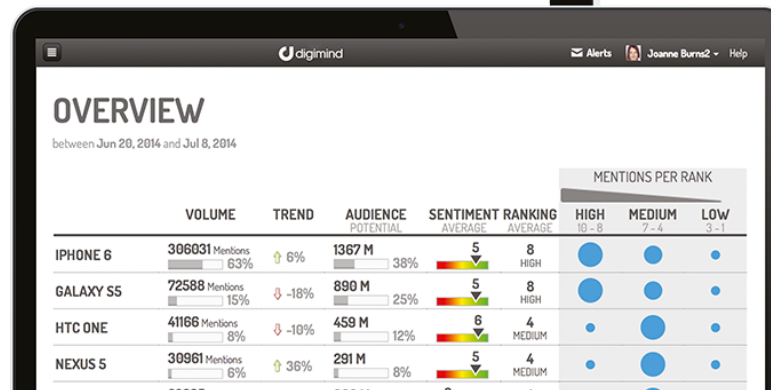 digimind
Alerts Joanne Burns2 Help
OVERVIEW
between Jun 20, 2014 and Jul 8, 2014
MENTIONS PER RANK
VOLUME TREND AUDIENCE SENTIMENT RANKING HIGH MEDIUM LOW
POTENTIAL AVERAGE AVERAGE 10 - 8 7 - 4 3 - 1
IPHONE 6 306031 Mentions 63% 6% 1367 M 38% 5 8 HIGH
GALAXY S5 72588 Mentions 15% -18% 890 M 25% 5 8 HIGH
HTC ONE 41166 Mentions 8% -10% 459 M 12% 6 4 MEDIUM
NEXUS 5 30961 Mentions 6% 36% 291 M 8% 5 4 MEDIUM